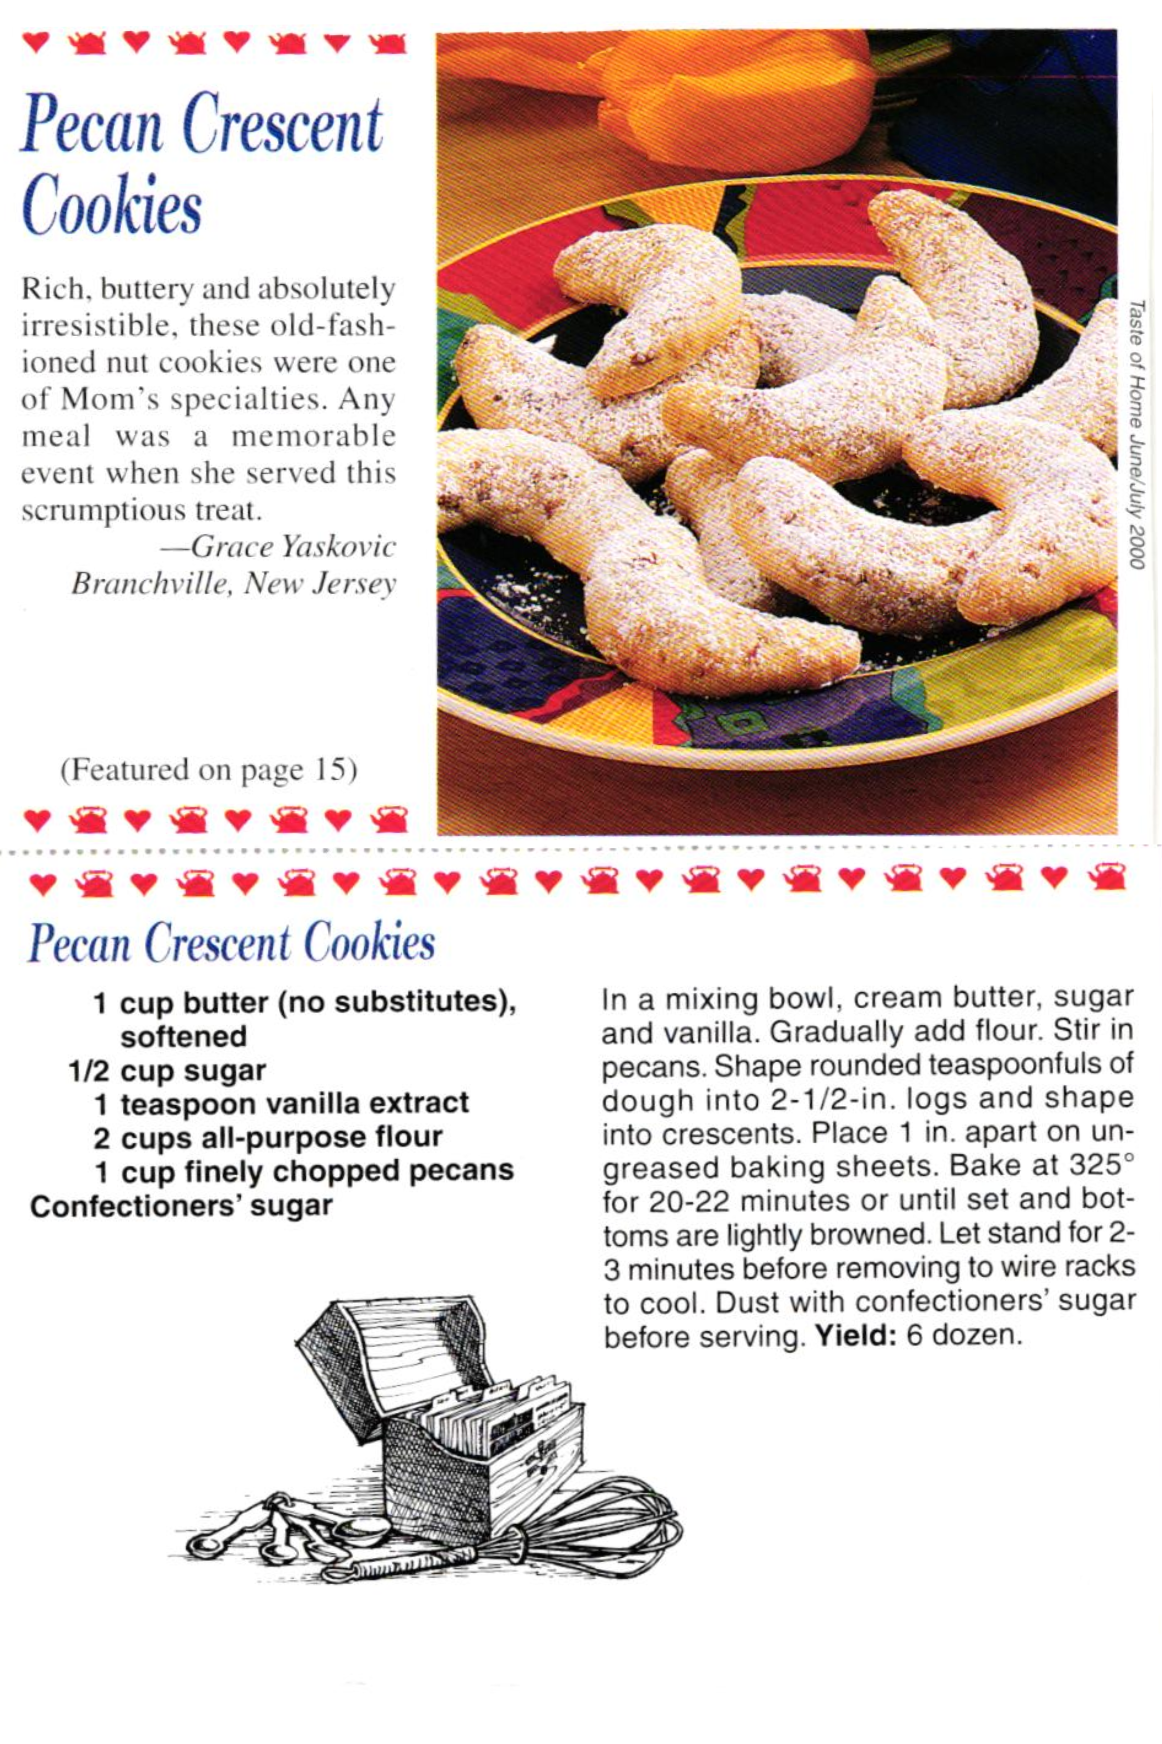 Pecan Crescent
Cookies
Rich, buttery and absolutely
irresistible, these old-fash-
ioned nut cookies were one
of Mom's specialties. Any
meal was a memorable
event when she served this
scrumptious treat.
—Grace Yaskovic
Branchville, New Jersey
(Featured on page 15)
Taste of Home June/July 2000
Pecan Crescent Cookies
1 cup butter (no substitutes),
softened
1/2 cup sugar
1 teaspoon vanilla extract
2 cups all-purpose flour
1 cup finely chopped pecans
Confectioners' sugar
In a mixing bowl, cream butter, sugar
and vanilla. Gradually add flour. Stir in
pecans. Shape rounded teaspoonfuls of
dough into 2-1/2-in. logs and shape
into crescents. Place 1 in. apart on un-
greased baking sheets. Bake at 325°
for 20-22 minutes or until set and bot-
toms are lightly browned. Let stand for 2-
3 minutes before removing to wire racks
to cool. Dust with confectioners' sugar
before serving. Yield: 6 dozen.